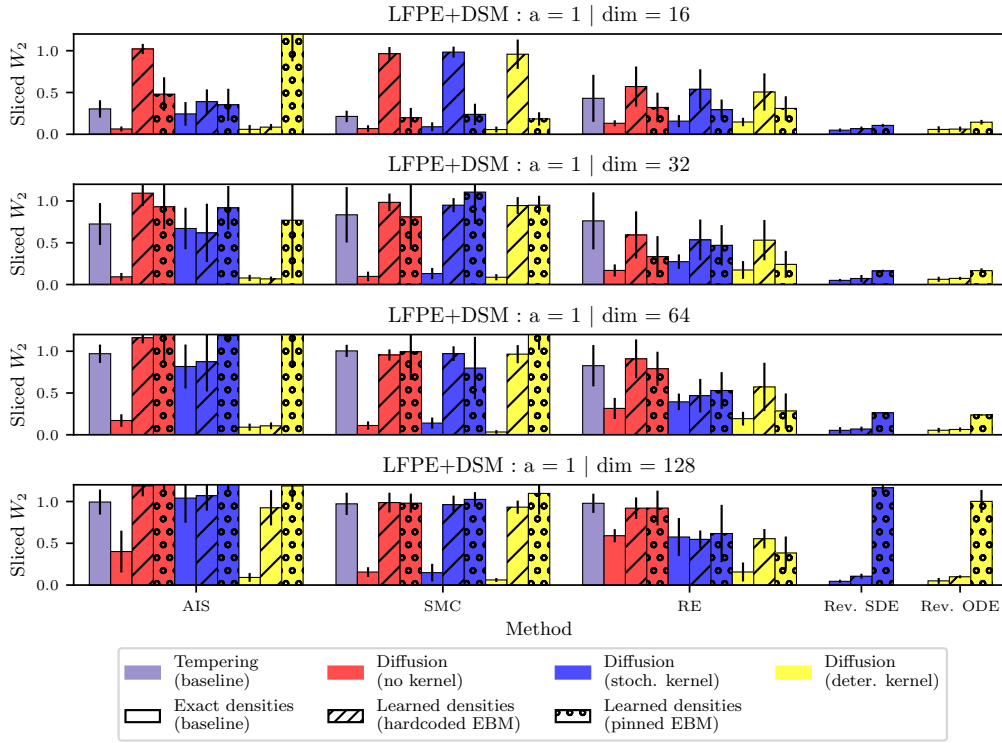 LFPE+DSM : a = 1 | dim = 16
Sliced W2
1.0
0.5
0.0
LFPE+DSM : a = 1 | dim = 32
Sliced W2
1.0
0.5
0.0
LFPE+DSM : a = 1 | dim = 64
Sliced W2
1.0
0.5
0.0
LFPE+DSM : a = 1 | dim = 128
Sliced W2
1.0
0.5
0.0
AIS SMC RE Rev. SDE Rev. ODE
Method
Tempering (baseline)
Diffusion (no kernel)
Diffusion (stoch. kernel)
Diffusion (deter. kernel)
Exact densities (baseline)
Learned densities (hardcoded EBM)
Learned densities (pinned EBM)